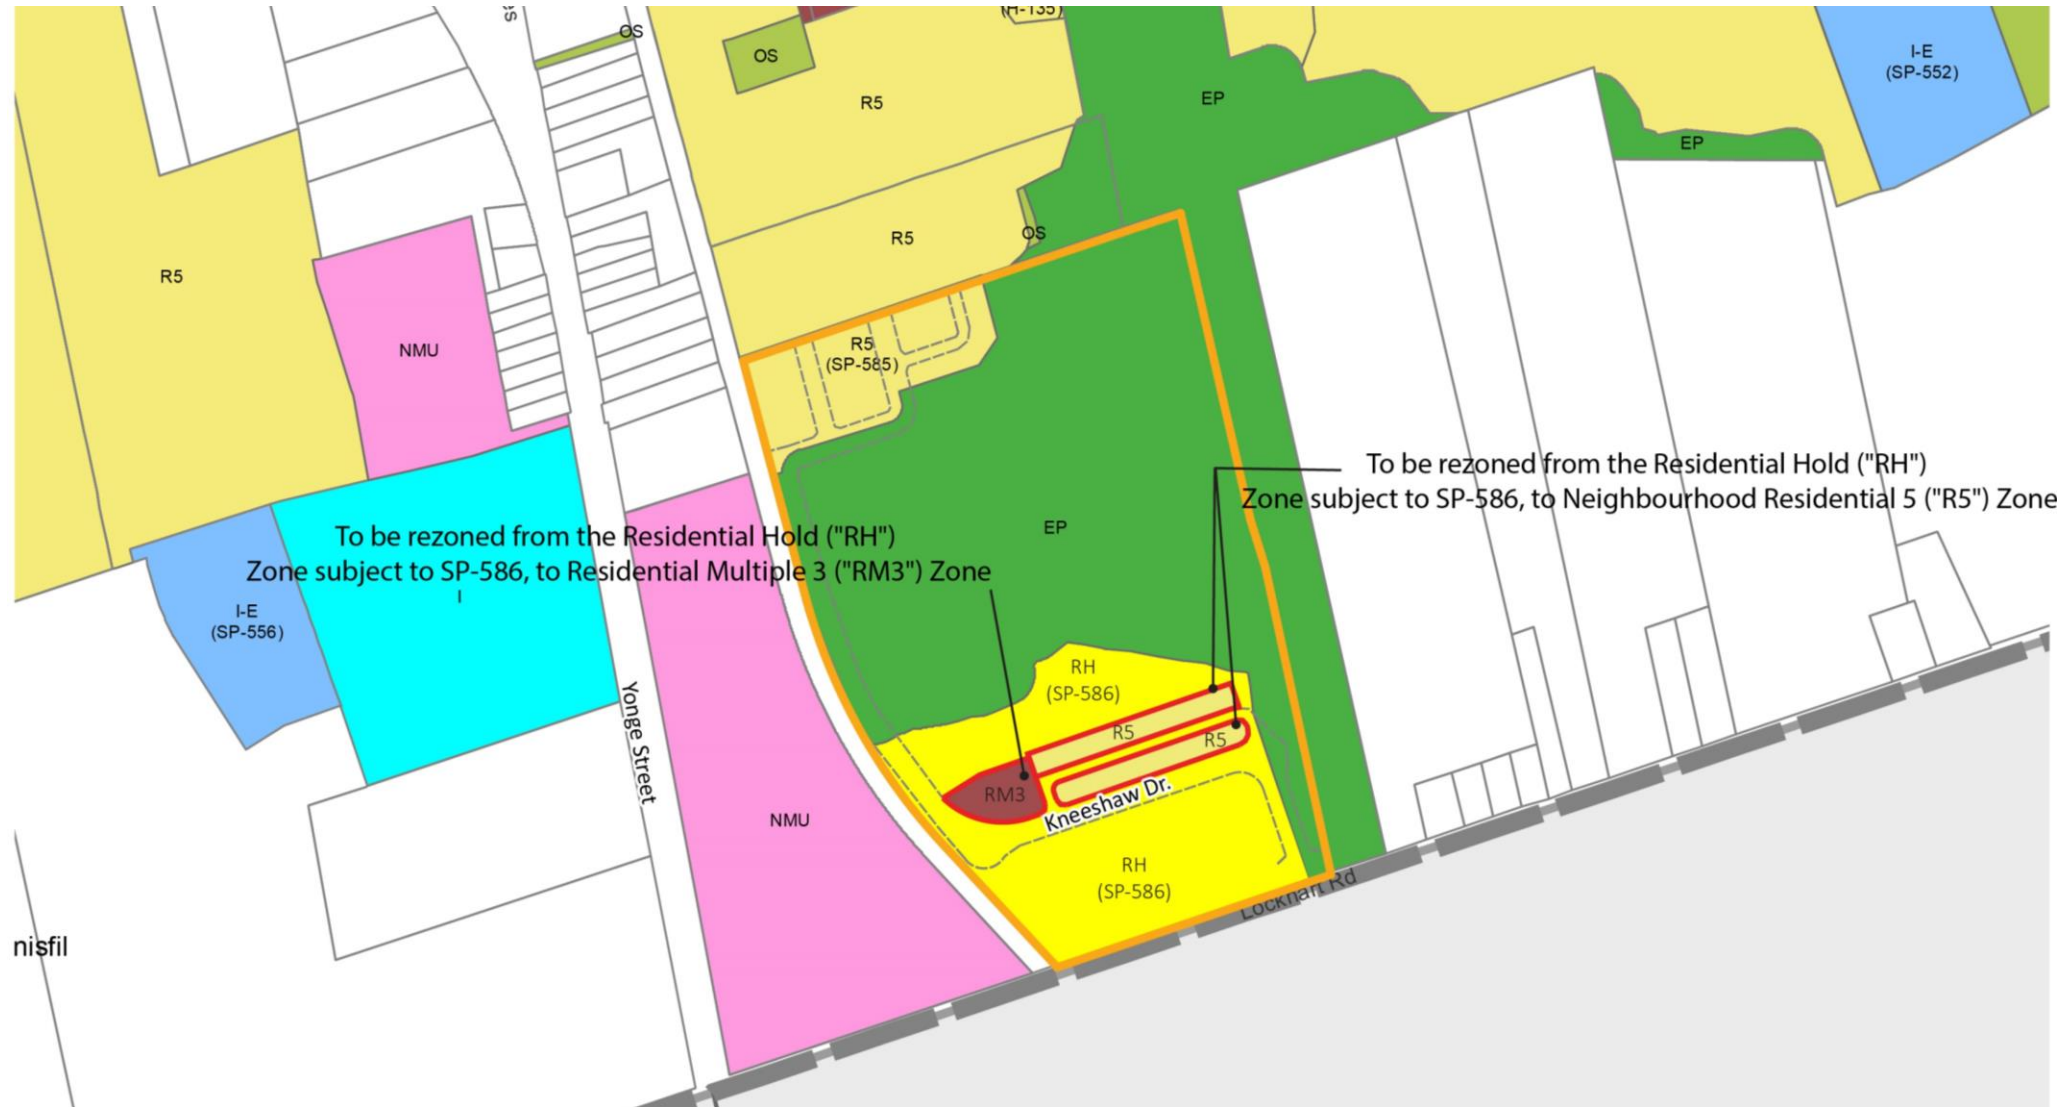 es
OS
OS
(H-135)
R5
EP
I-E
(SP-552)
EP
R5
OS
R5
NMU
R5
(SP-585)
To be rezoned from the Residential Hold ("RH")
Zone subject to SP-586, to Neighbourhood Residential 5 ("R5") Zone
EP
To be rezoned from the Residential Hold ("RH")
Zone subject to SP-586, to Residential Multiple 3 ("RM3") Zone
I
I-E
(SP-556)
RH
(SP-586)
Yonge Street
R5
R5
RM3
Kneeshaw Dr.
NMU
RH
(SP-586)
Lockhart Rd
nisfil